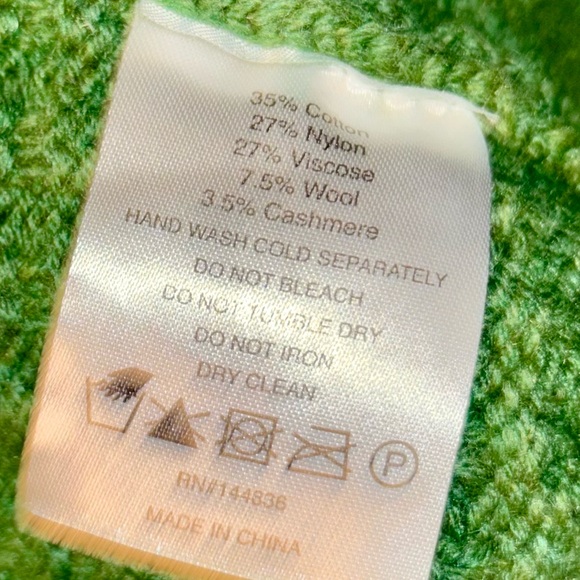 35% Cotton
27% Nylon
27% Viscose
7.5% Wool
3.5% Cashmere
HAND WASH COLD SEPARATELY
DO NOT BLEACH
DO NOT TUMBLE DRY
DO NOT IRON
DRY CLEAN
P
RN#144836
MADE IN CHINA